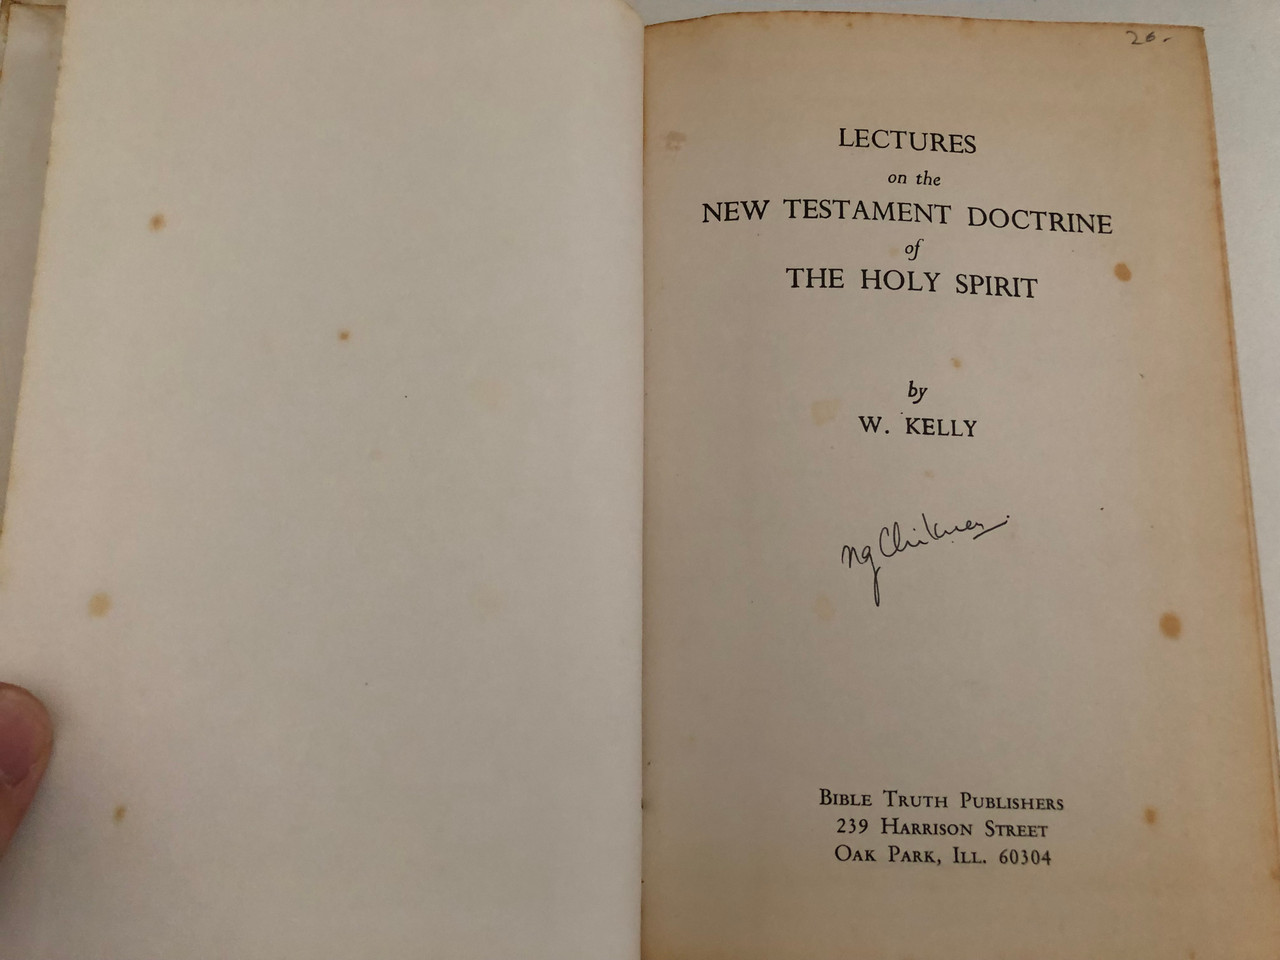 26.
LECTURES
on the
NEW TESTAMENT DOCTRINE
of
THE HOLY SPIRIT
by
W. KELLY
BIBLE TRUTH PUBLISHERS
239 HARRISON STREET
OAK PARK, ILL. 60304